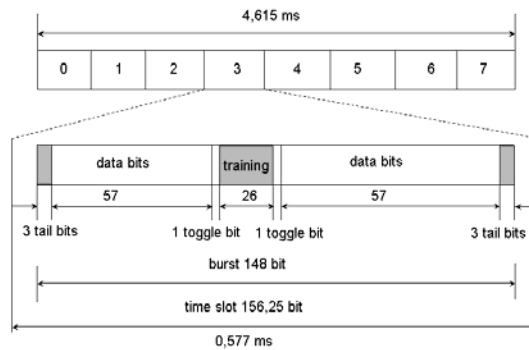 4,615 ms
0 1 2 3 4 5 6 7
data bits training data bits
57 26 57
3 tail bits 1 toggle bit 1 toggle bit 3 tail bits
burst 148 bit
time slot 156,25 bit
0,577 ms